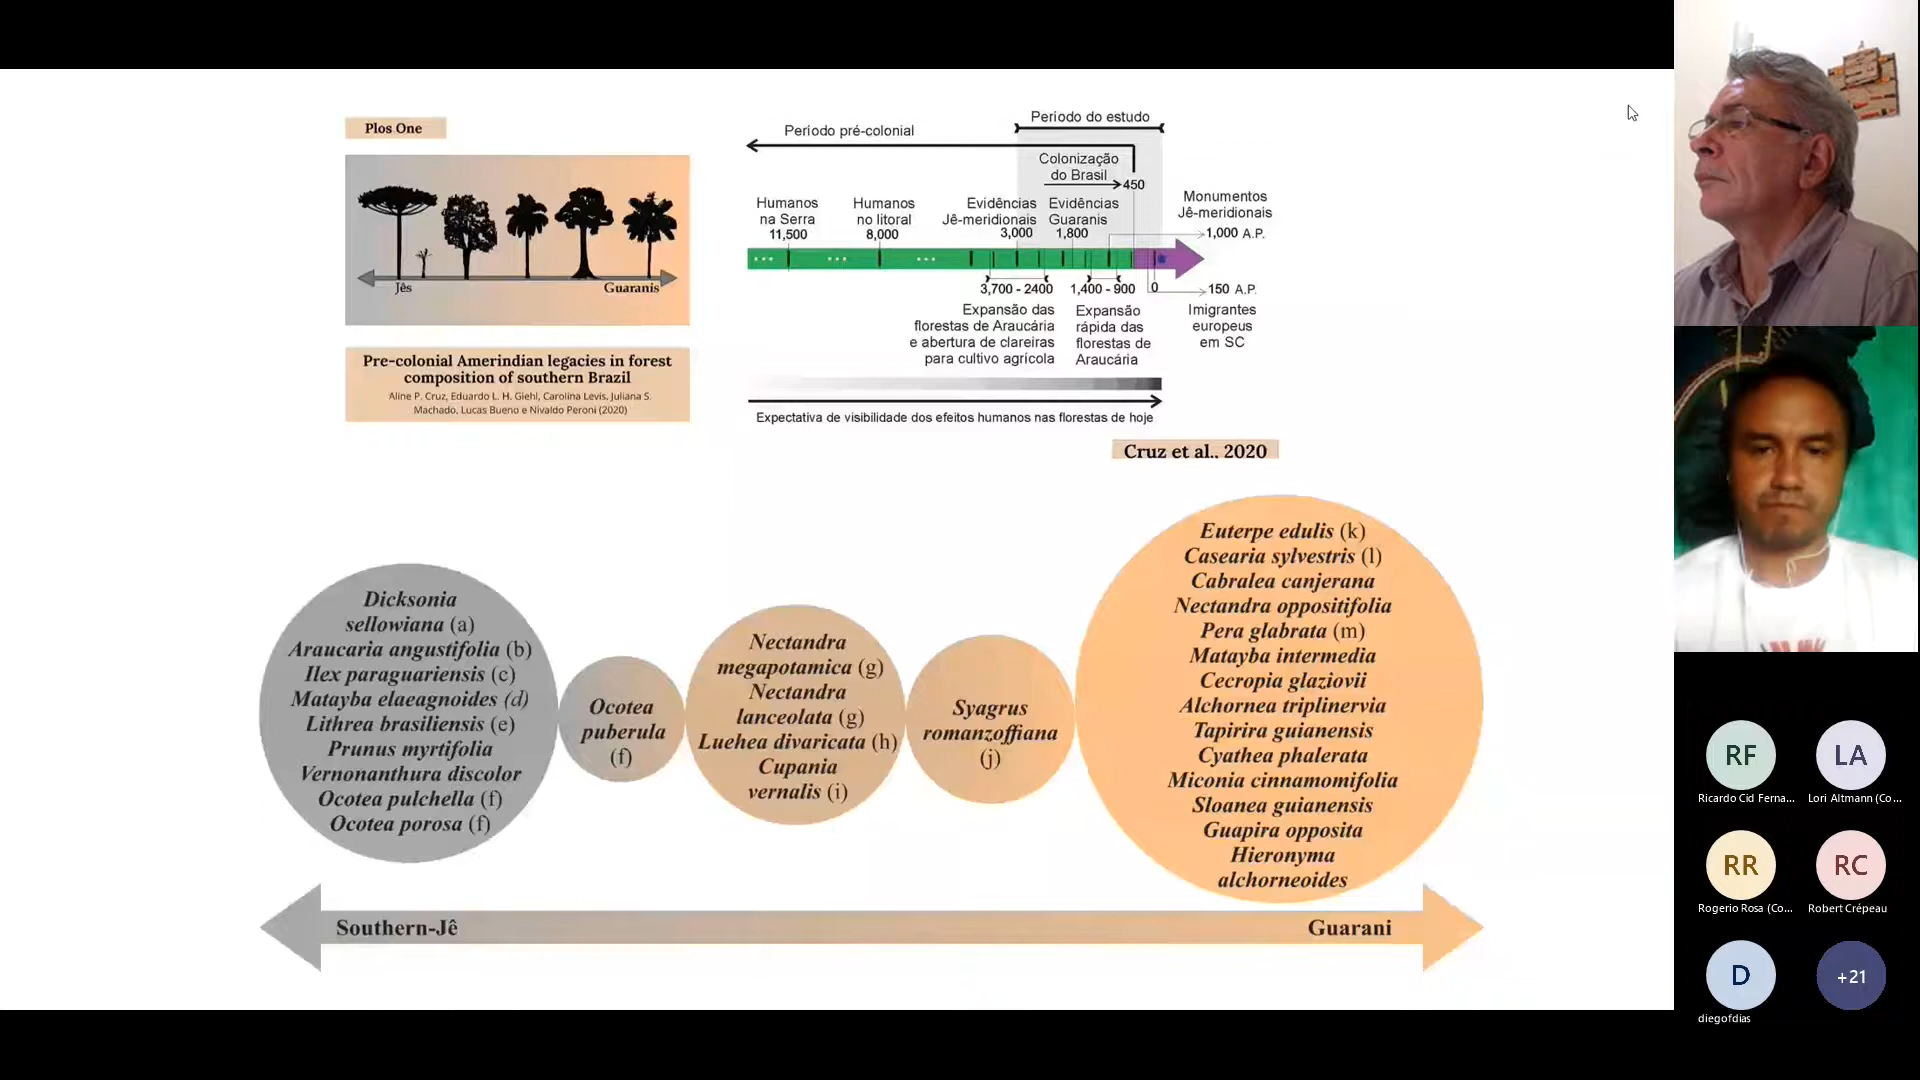 Plos One
Jês
Guaranis
Pre-colonial Amerindian legacies in forest
composition of southern Brazil
Aline P. Cruz, Eduardo L. H. Giehl, Carolina Levis, Juliana S.
Machado, Lucas Bueno e Nivaldo Peroni (2020)
Período do estudo
Período pré-colonial
Colonização
do Brasil
450
Humanos
na Serra
11,500
Humanos
no litoral
8,000
Evidências
Jê-meridionais
3,000
Evidências
Guaranis
1,800
Monumentos
Jê-meridionais
1,000 A.P.
3,700 - 2400
1,400 - 900
0
150 A.P.
Expansão das
florestas de Araucária
e abertura de clareiras
para cultivo agrícola
Expansão
rápida das
florestas de
Araucária
Imigrantes
europeus
em SC
Expectativa de visibilidade dos efeitos humanos nas florestas de hoje
Cruz et al., 2020
Dicksonia
sellowiana (a)
Araucaria angustifolia (b)
Ilex paraguariensis (c)
Matayba elaeagnoides (d)
Lithrea brasiliensis (e)
Prunus myrtifolia
Vernonanthura discolor
Ocotea pulchella (f)
Ocotea porosa (f)
Ocotea
puberula
(f)
Nectandra
megapotamica (g)
Nectandra
lanceolata (g)
Luehea divaricata (h)
Cupania
vernalis (i)
Syagrus
romanzoffiana
(j)
Euterpe edulis (k)
Casearia sylvestris (l)
Cabralea canjerana
Nectandra oppositifolia
Pera glabrata (m)
Matayba intermedia
Cecropia glaziovii
Alchornea triplinervia
Tapirira guianensis
Cyathea phalerata
Miconia cinnamomifolia
Sloanea guianensis
Guapira opposita
Hieronyma
alchorneoides
Southern-Jê
Guarani
RF
Ricardo Cid Ferna...
LA
Lori Altmann (Co...
RR
Rogerio Rosa (Co...
RC
Robert Crépeau
D
diegofdias
+21